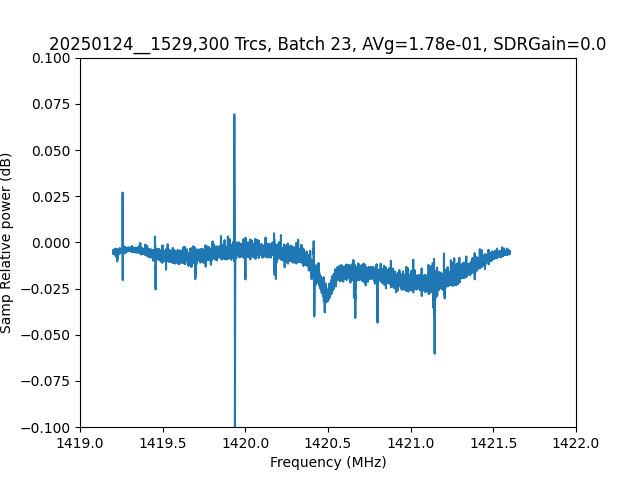 20250124__1529,300 Trcs, Batch 23, AVg=1.78e-01, SDRGain=0.0
Samp Relative power (dB)
0.100
0.075
0.050
0.025
0.000
−0.025
−0.050
−0.075
−0.100
1419.0 1419.5 1420.0 1420.5 1421.0 1421.5 1422.0
Frequency (MHz)